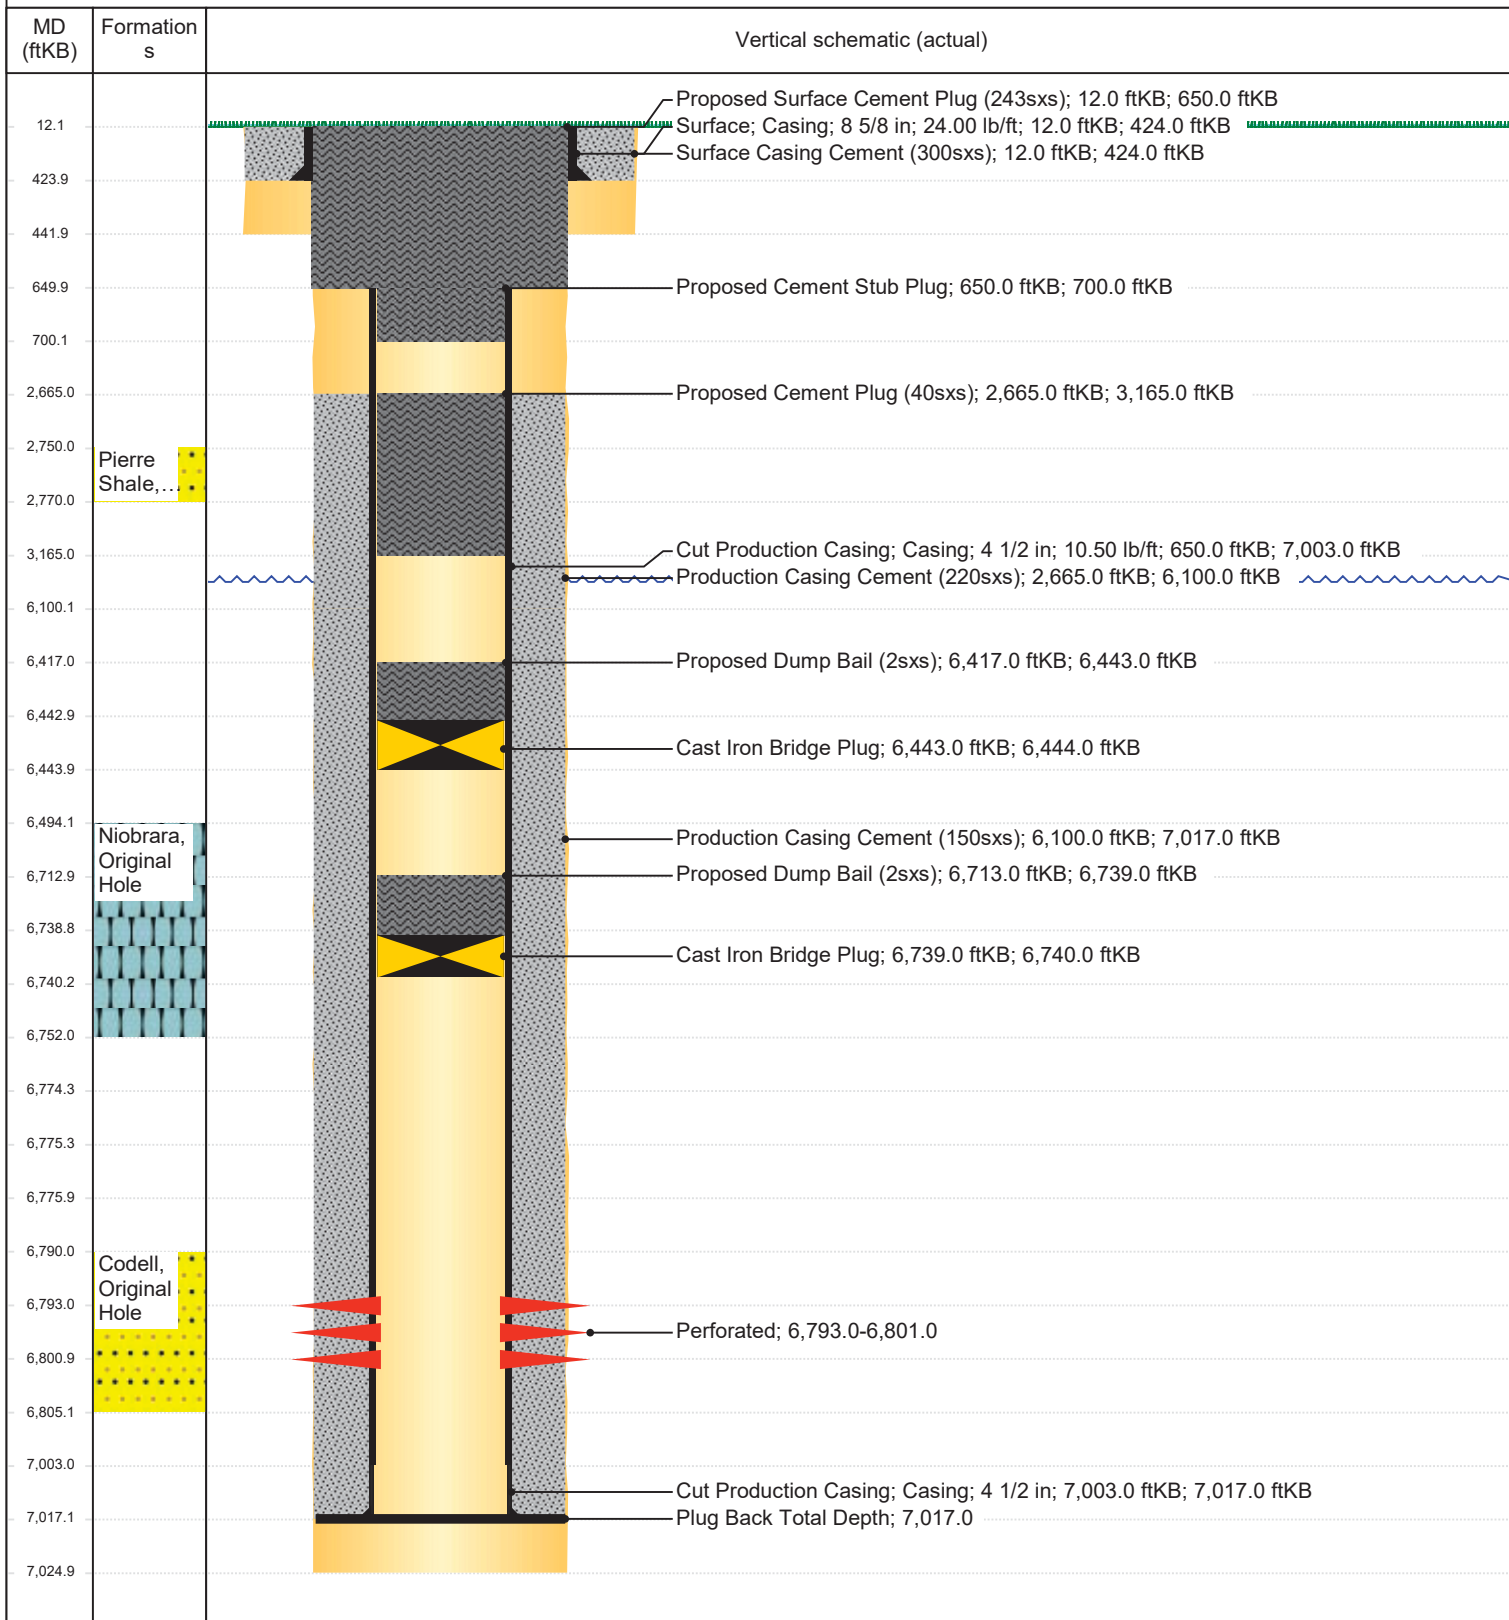 MD
(ftKB)
Formation
s
Vertical schematic (actual)
12.1
423.9
441.9
649.9
700.1
2,665.0
2,750.0
2,770.0
3,165.0
6,100.1
6,417.0
6,442.9
6,443.9
6,494.1
6,712.9
6,738.8
6,740.2
6,752.0
6,774.3
6,775.3
6,775.9
6,790.0
6,793.0
6,800.9
6,805.1
7,003.0
7,017.1
7,024.9
Pierre
Shale,...
Niobrara,
Original
Hole
Codell,
Original
Hole
Proposed Surface Cement Plug (243sxs); 12.0 ftKB; 650.0 ftKB
Surface; Casing; 8 5/8 in; 24.00 lb/ft; 12.0 ftKB; 424.0 ftKB
Surface Casing Cement (300sxs); 12.0 ftKB; 424.0 ftKB
Proposed Cement Stub Plug; 650.0 ftKB; 700.0 ftKB
Proposed Cement Plug (40sxs); 2,665.0 ftKB; 3,165.0 ftKB
Cut Production Casing; Casing; 4 1/2 in; 10.50 lb/ft; 650.0 ftKB; 7,003.0 ftKB
Production Casing Cement (220sxs); 2,665.0 ftKB; 6,100.0 ftKB
Proposed Dump Bail (2sxs); 6,417.0 ftKB; 6,443.0 ftKB
Cast Iron Bridge Plug; 6,443.0 ftKB; 6,444.0 ftKB
Production Casing Cement (150sxs); 6,100.0 ftKB; 7,017.0 ftKB
Proposed Dump Bail (2sxs); 6,713.0 ftKB; 6,739.0 ftKB
Cast Iron Bridge Plug; 6,739.0 ftKB; 6,740.0 ftKB
Perforated; 6,793.0-6,801.0
Cut Production Casing; Casing; 4 1/2 in; 7,003.0 ftKB; 7,017.0 ftKB
Plug Back Total Depth; 7,017.0